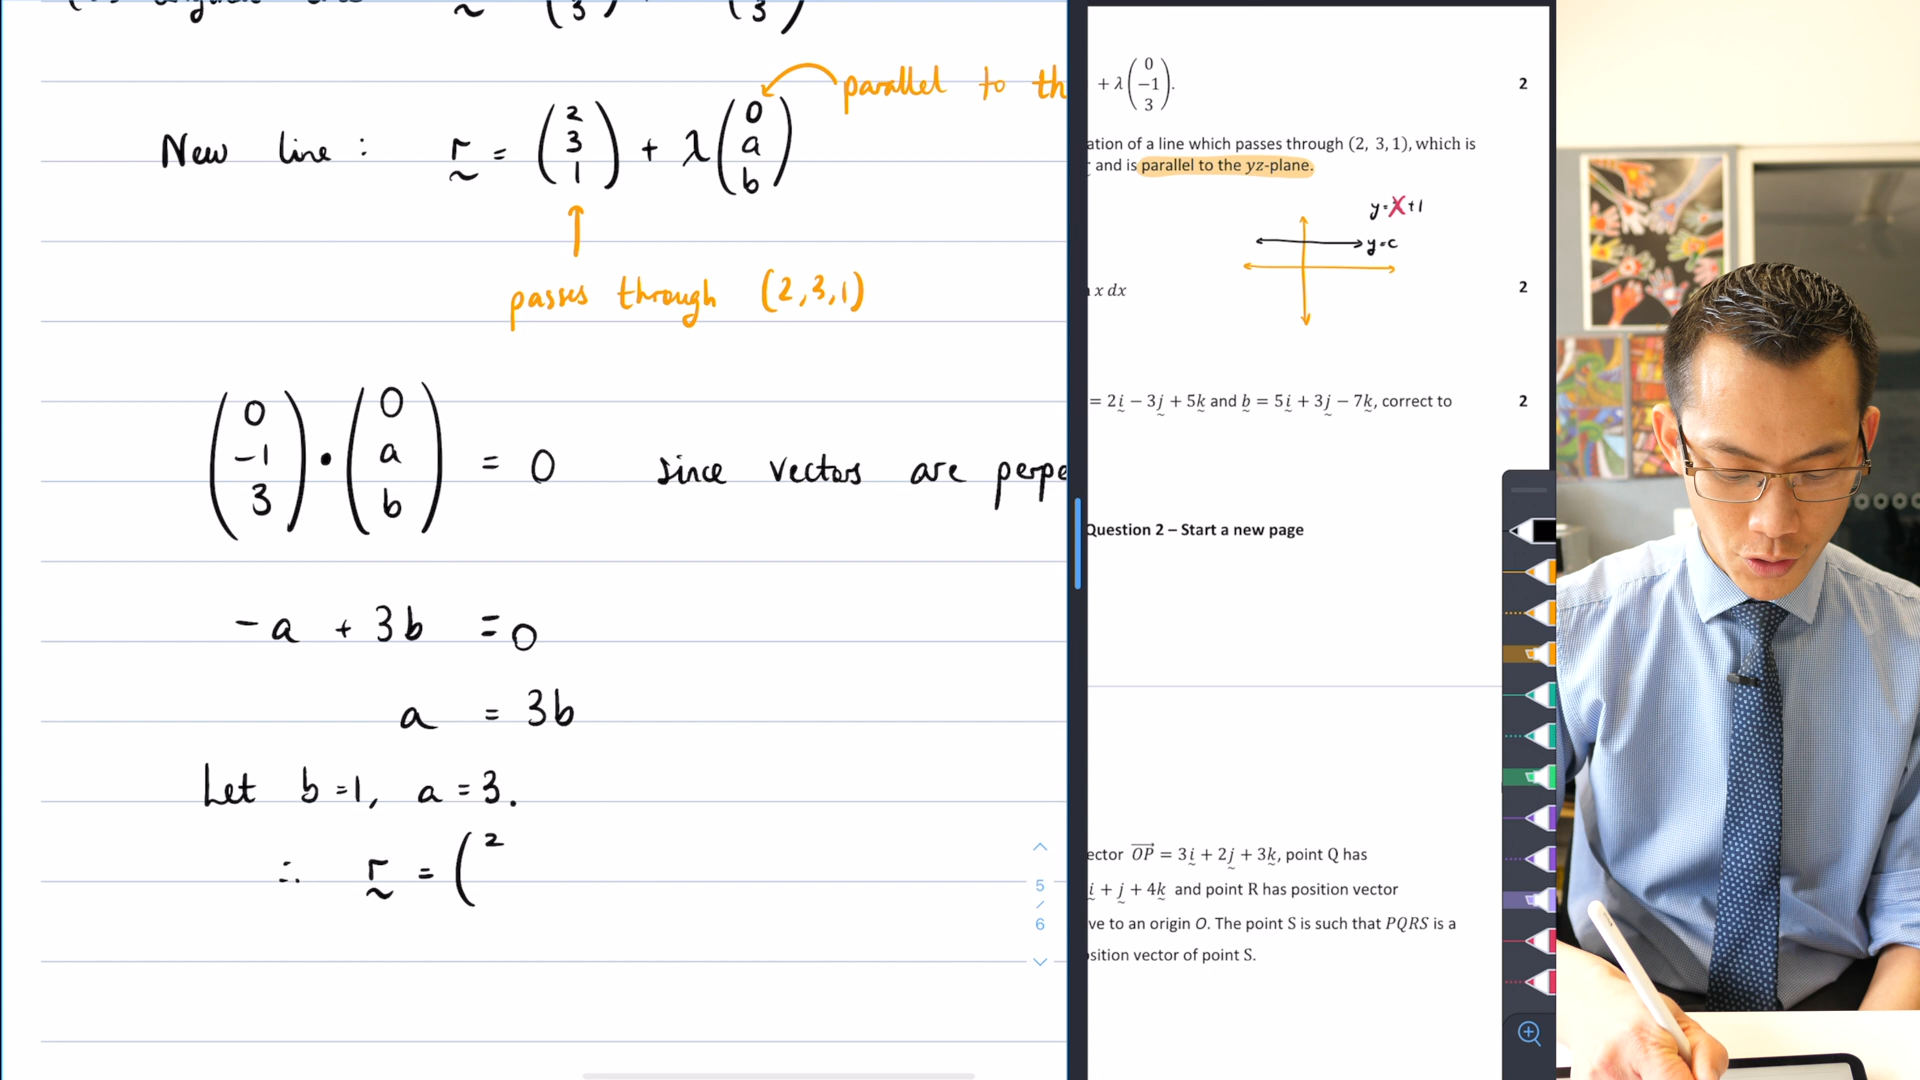 3 3
New line : r = (2 3 1) + λ (0 a b)
parallel to th
passes through (2,3,1)
(0 -1 3) • (0 a b) = 0 since vectors are perpe
-a + 3b = 0
a = 3b
Let b=1, a=3.
∴ r = (2
5
/
6
+ λ (0 −1 3). 2
ation of a line which passes through (2, 3, 1), which is
and is parallel to the yz-plane.
y=x+1
y=c
x dx 2
= 2i − 3j + 5k and b = 5i + 3j − 7k, correct to 2
Question 2 – Start a new page
ector OP = 3i + 2j + 3k, point Q has
i + j + 4k and point R has position vector
ve to an origin O. The point S is such that PQRS is a
sition vector of point S.